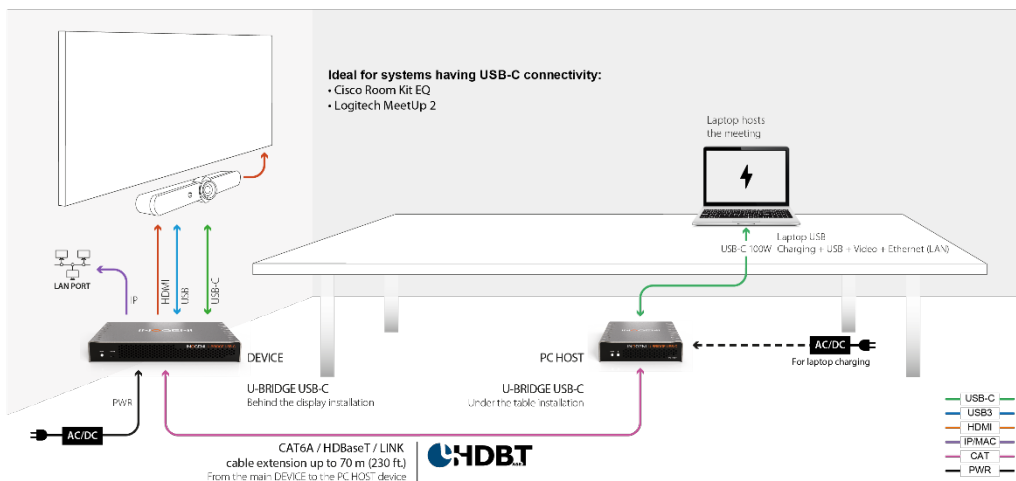 Ideal for systems having USB-C connectivity:
• Cisco Room Kit EQ
• Logitech MeetUp 2
Laptop hosts
the meeting
Laptop USB
USB-C 100W Charging + USB + Video + Ethernet (LAN)
LAN PORT
IP
HDMI
USB
USB-C
INOGENI
DEVICE
PC HOST
INOGENI
AC/DC
For laptop charging
U-BRIDGE USB-C
Behind the display installation
U-BRIDGE USB-C
Under the table installation
PWR
AC/DC
CAT6A / HDBaseT / LINK
cable extension up to 70 m (230 ft.)
From the main DEVICE to the PC HOST device
HDBT
USB-C
USB3
HDMI
IP/MAC
CAT
PWR